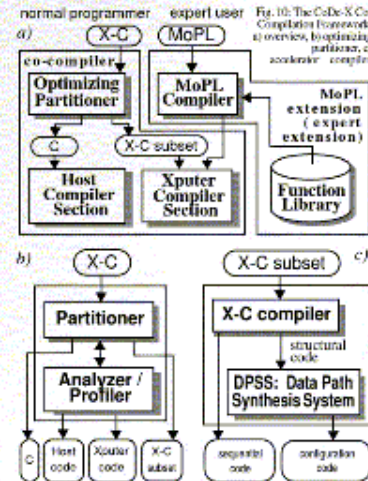 normal programmer
expert user
Fig. 10: The CoDe-X Co-
Compilation Framework:
a) overview, b) optimizing
partitioner, c)
accelerator compiler
a)
X-C
MoPL
co-compiler
Optimizing
Partitioner
MoPL
Compiler
MoPL
extension
(expert
extension)
C
X-C subset
Host
Compiler
Section
Xputer
Compiler
Section
Function
Library
b)
X-C
X-C subset
c)
Partitioner
X-C compiler
structural
code
Analyzer /
Profiler
DPSS: Data Path
Synthesis System
C
Host
code
Xputer
code
X-C
subset
sequential
code
configuration
code